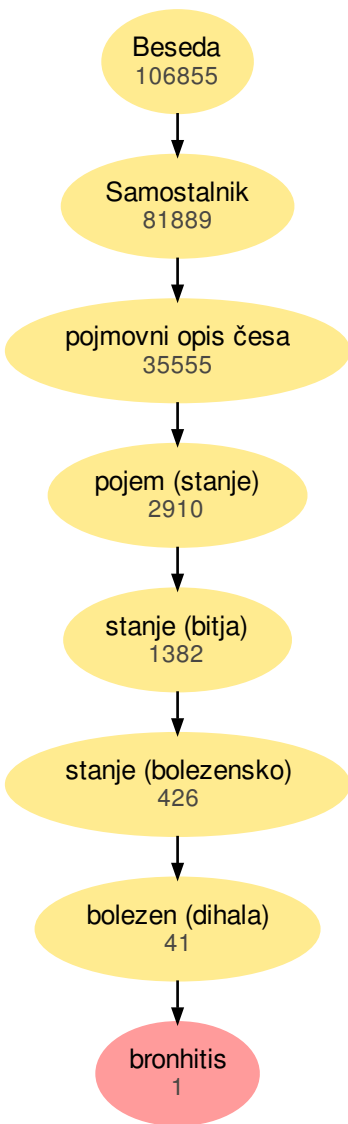 Beseda
106855
Samostalnik
81889
pojmovni opis česa
35555
pojem (stanje)
2910
stanje (bitja)
1382
stanje (bolezensko)
426
bolezen (dihala)
41
bronhitis
1